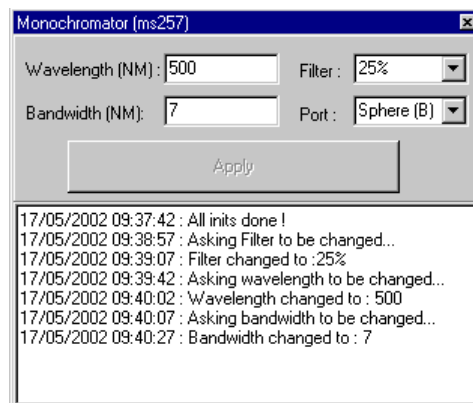 Monochromator (ms257)
Wavelength (NM) : 500 Filter : 25%
Bandwidth (NM): 7 Port : Sphere (B)
Apply
17/05/2002 09:37:42 : All inits done !
17/05/2002 09:38:57 : Asking Filter to be changed...
17/05/2002 09:39:07 : Filter changed to :25%
17/05/2002 09:39:42 : Asking wavelength to be changed...
17/05/2002 09:40:02 : Wavelength changed to : 500
17/05/2002 09:40:07 : Asking bandwidth to be changed...
17/05/2002 09:40:27 : Bandwidth changed to : 7